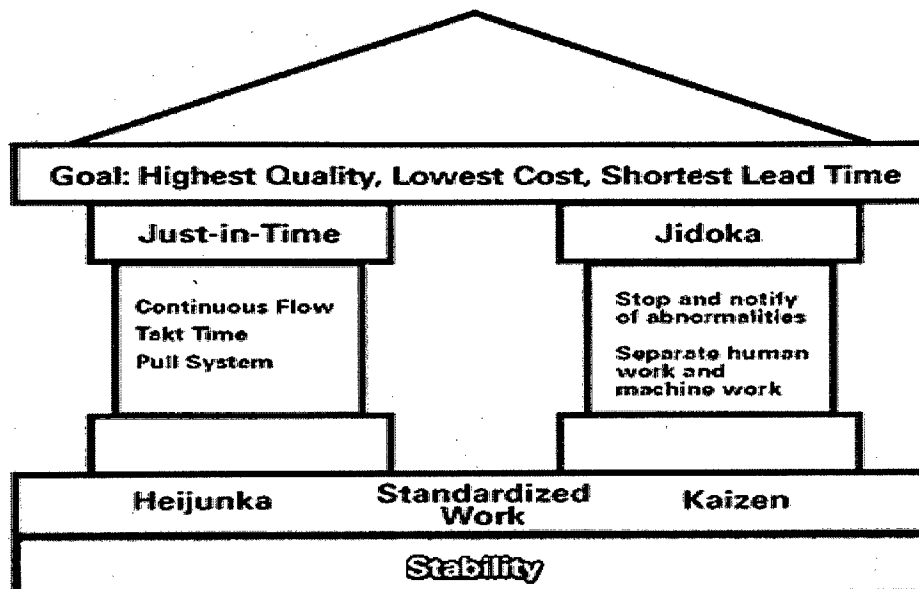 Goal: Highest Quality, Lowest Cost, Shortest Lead Time
Just-in-Time
Continuous Flow
Takt Time
Pull System
Jidoka
Stop and notify
of abnormalities
Separate human
work and
machine work
Heijunka
Standardized
Work
Kaizen
Stability